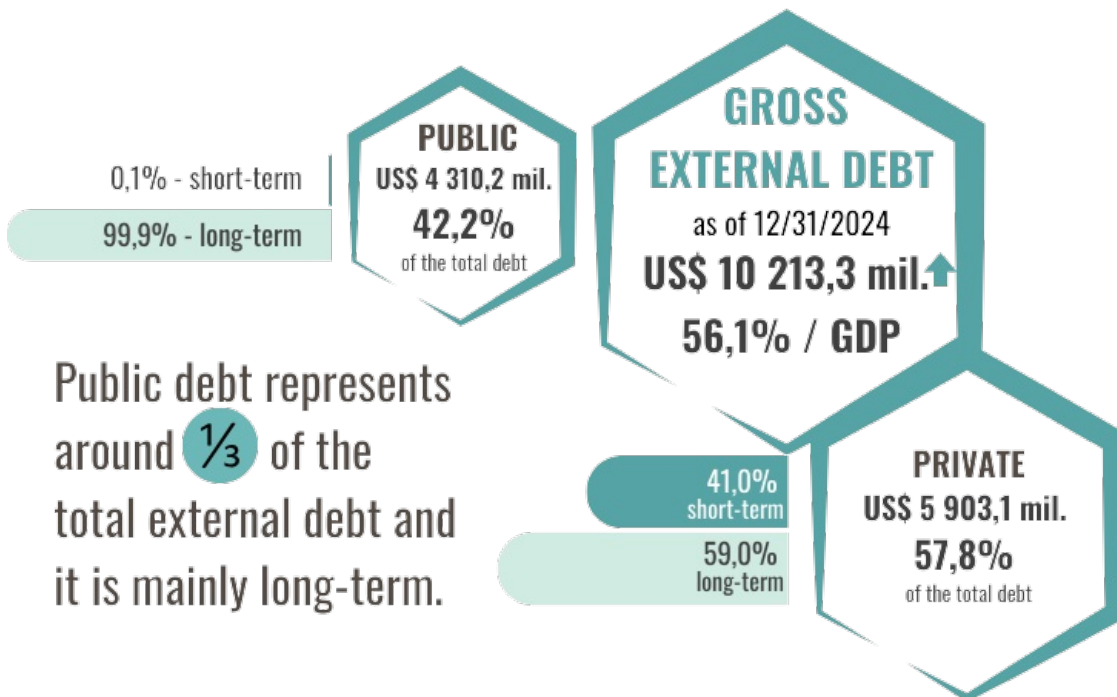 GROSS
EXTERNAL DEBT
as of 12/31/2024
US$ 10 213,3 mil.
56,1% / GDP
PUBLIC
US$ 4 310,2 mil.
42,2%
of the total debt
0,1% - short-term
99,9% - long-term
Public debt represents
around ⅓ of the
total external debt and
it is mainly long-term.
PRIVATE
US$ 5 903,1 mil.
57,8%
of the total debt
41,0%
short-term
59,0%
long-term